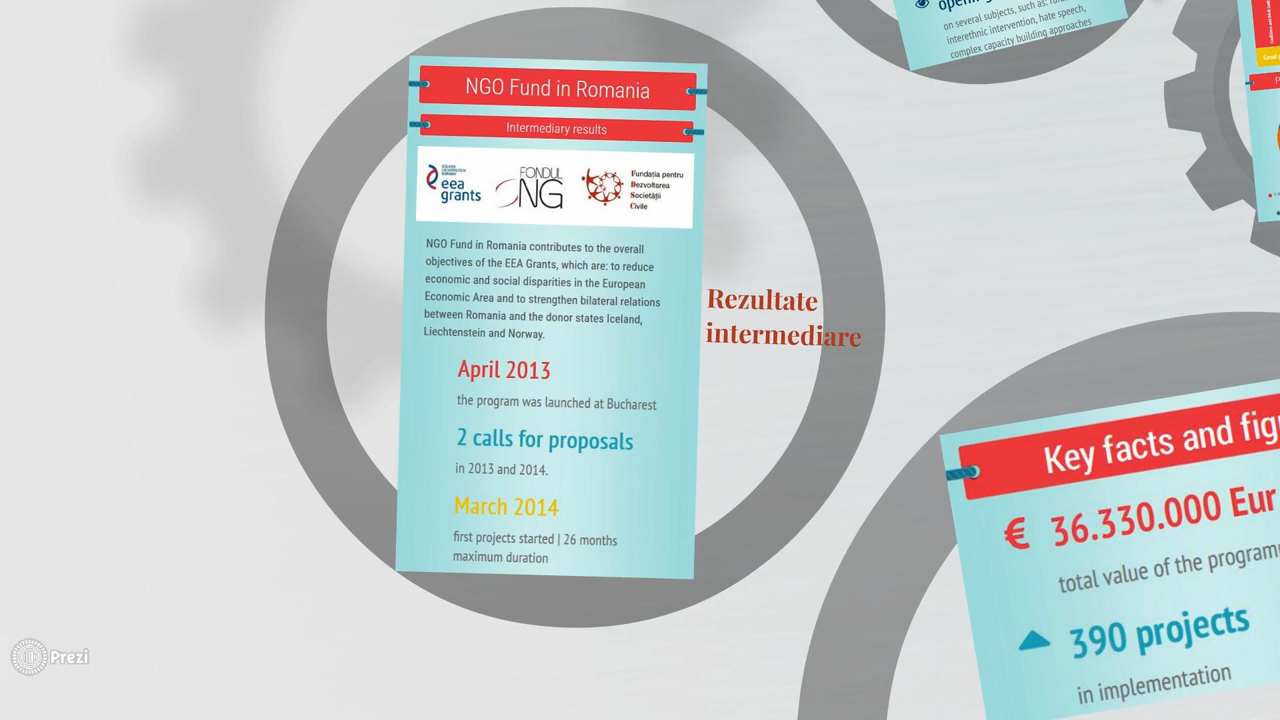 NGO Fund in Romania
Intermediary results
eea
grants
FONDUL
NG
Fundația pentru
Dezvoltarea
Societății
Civile
NGO Fund in Romania contributes to the overall
objectives of the EEA Grants, which are: to reduce
economic and social disparities in the European
Economic Area and to strengthen bilateral relations
between Romania and the donor states Iceland,
Liechtenstein and Norway.
April 2013
the program was launched at Bucharest
2 calls for proposals
in 2013 and 2014.
March 2014
first projects started | 26 months
maximum duration
Rezultate
intermediare
on several subjects, such as:
interethnic intervention, hate speech,
complex capacity building approaches
Key facts and
€ 36.330.000 Eur
total value of the
390 projects
in implementation
Prezi